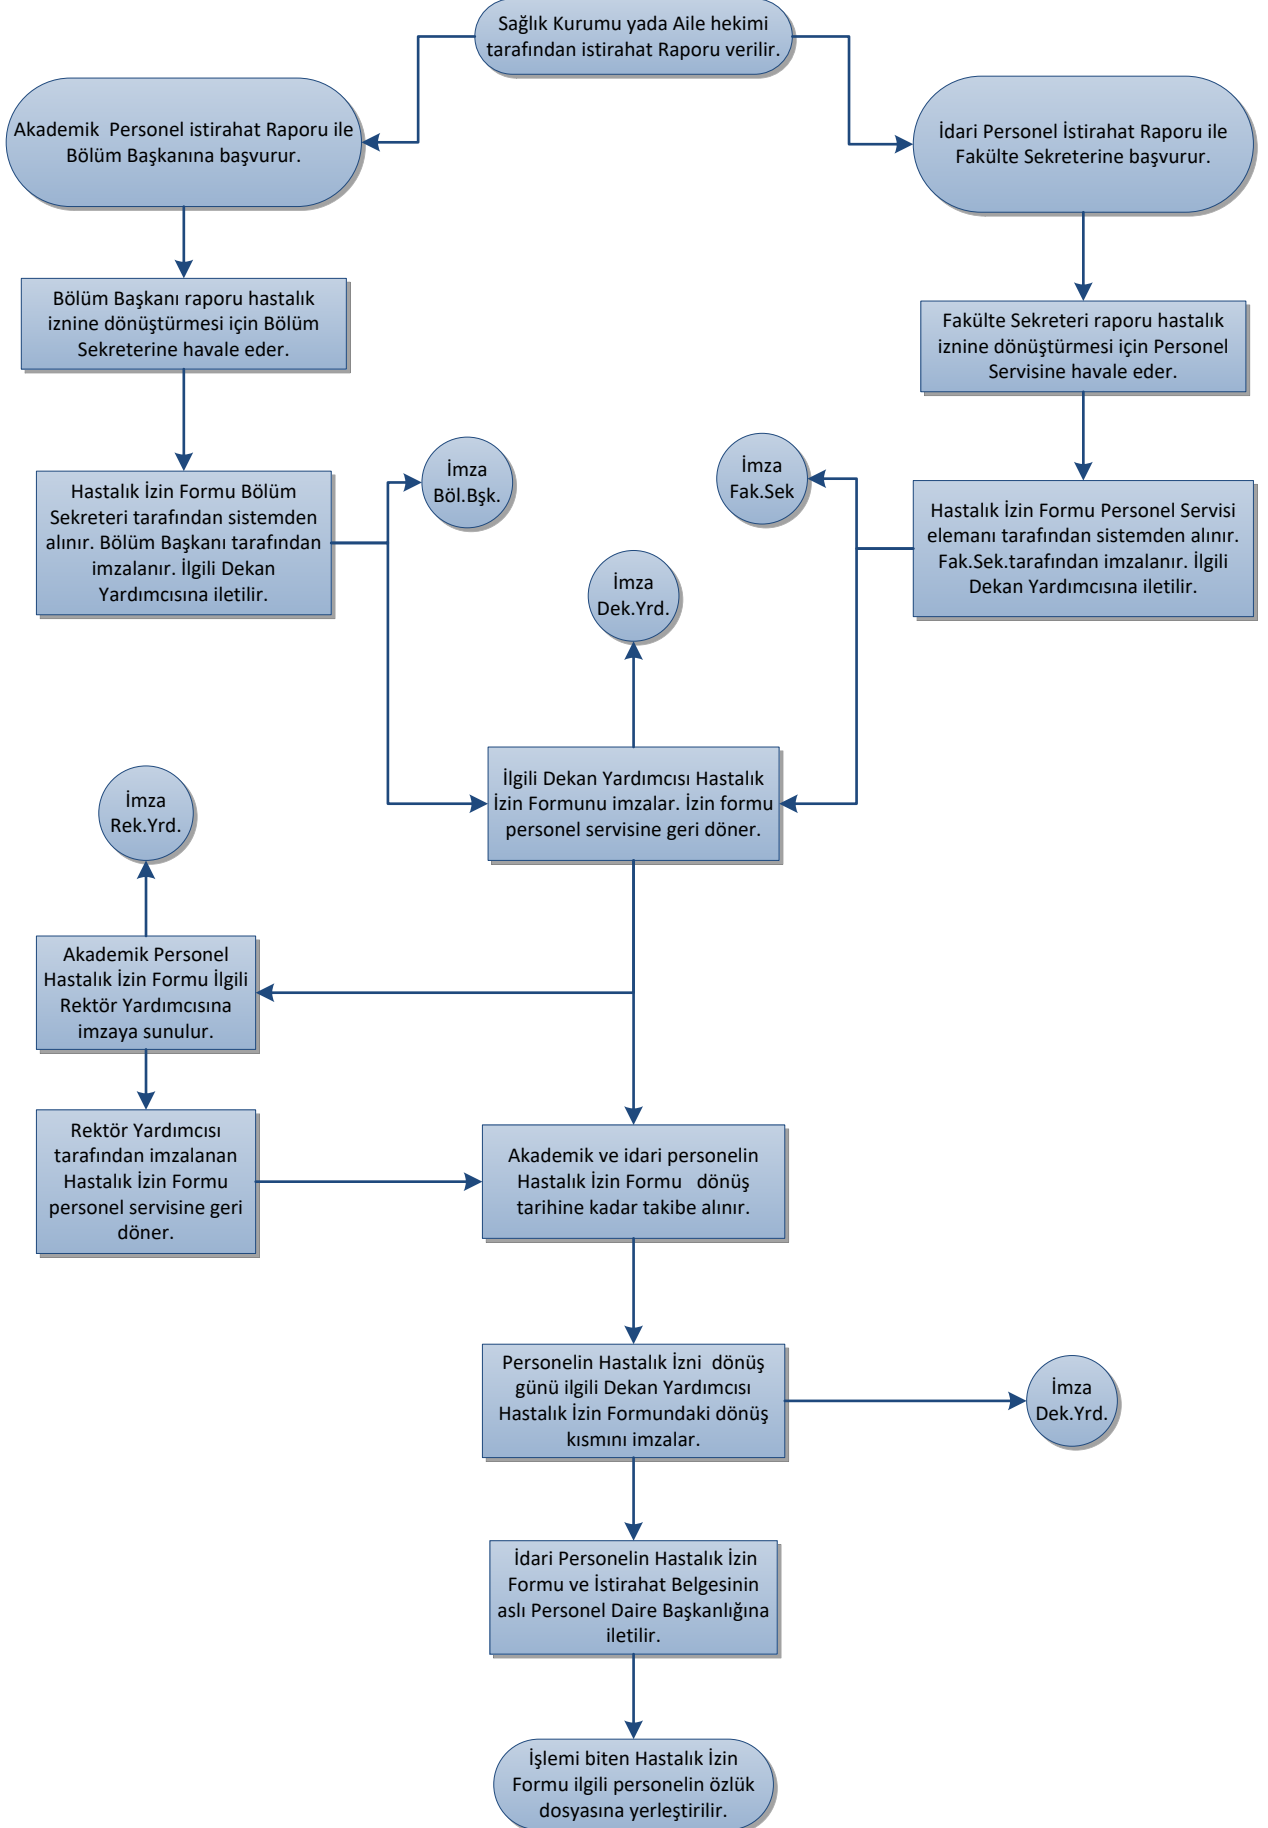 Sağlık Kurumu yada Aile hekimi
tarafından istirahat Raporu verilir.
Akademik  Personel istirahat Raporu ile
Bölüm Başkanına başvurur.
İdari Personel İstirahat Raporu ile
Fakülte Sekreterine başvurur.
Bölüm Başkanı raporu hastalık
iznine dönüştürmesi için Bölüm
Sekreterine havale eder.
Fakülte Sekreteri raporu hastalık
iznine dönüştürmesi için Personel
Servisine havale eder.
Hastalık İzin Formu Bölüm
Sekreteri tarafından sistemden
alınır. Bölüm Başkanı tarafından
imzalanır. İlgili Dekan
Yardımcısına iletilir.
İmza
Böl.Bşk.
İmza
Fak.Sek
Hastalık İzin Formu Personel Servisi
elemanı tarafından sistemden alınır.
Fak.Sek.tarafından imzalanır. İlgili
Dekan Yardımcısına iletilir.
İmza
Dek.Yrd.
İlgili Dekan Yardımcısı Hastalık
İzin Formunu imzalar. İzin formu
personel servisine geri döner.
İmza
Rek.Yrd.
Akademik Personel
Hastalık İzin Formu İlgili
Rektör Yardımcısına
imzaya sunulur.
Rektör Yardımcısı
tarafından imzalanan
Hastalık İzin Formu
personel servisine geri
döner.
Akademik ve idari personelin
Hastalık İzin Formu   dönüş
tarihine kadar takibe alınır.
Personelin Hastalık İzni  dönüş
günü ilgili Dekan Yardımcısı
Hastalık İzin Formundaki dönüş
kısmını imzalar.
İmza
Dek.Yrd.
İdari Personelin Hastalık İzin
Formu ve İstirahat Belgesinin
aslı Personel Daire Başkanlığına
iletilir.
İşlemi biten Hastalık İzin
Formu ilgili personelin özlük
dosyasına yerleştirilir.